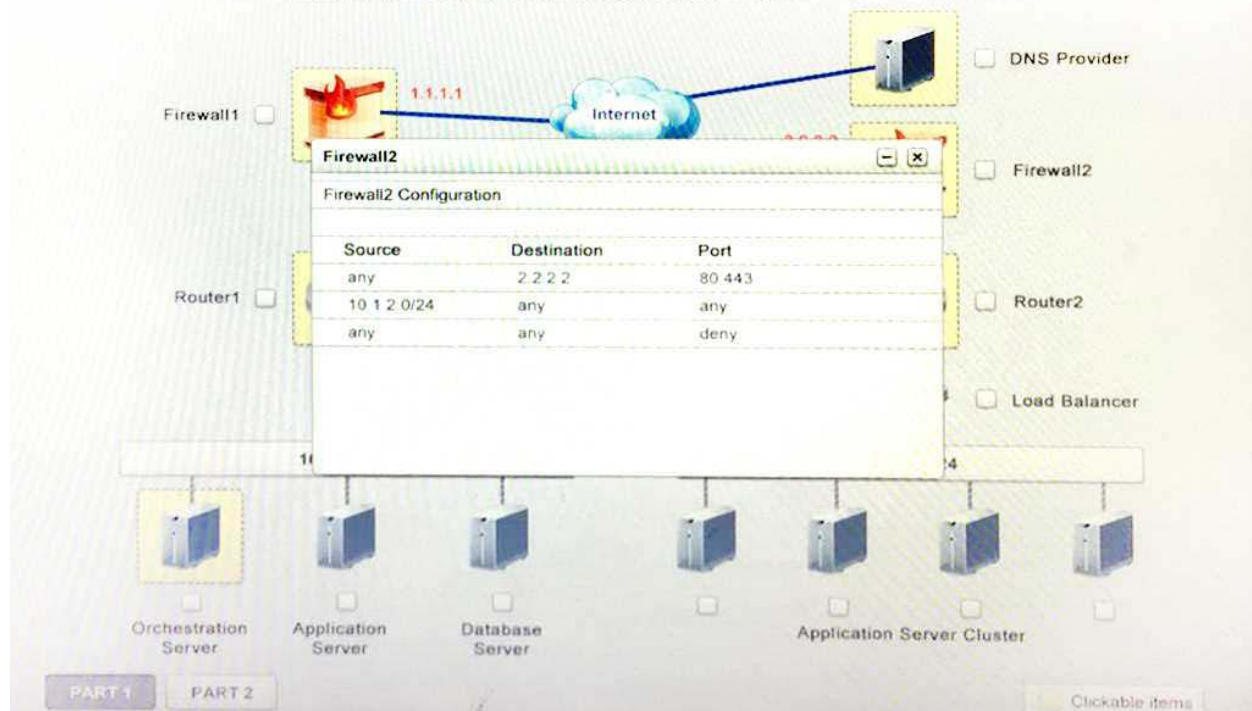 DNS Provider
1.1.1.1
Firewall1
Internet
Firewall2
Firewall2
Firewall2 Configuration
Source Destination Port
any 2 2 2 2 80 443
10 1 2 0/24 any any
any any deny
Router1
Router2
Load Balancer
Orchestration
Server
Application
Server
Database
Server
Application Server Cluster
PART 1
PART 2
Clickable items